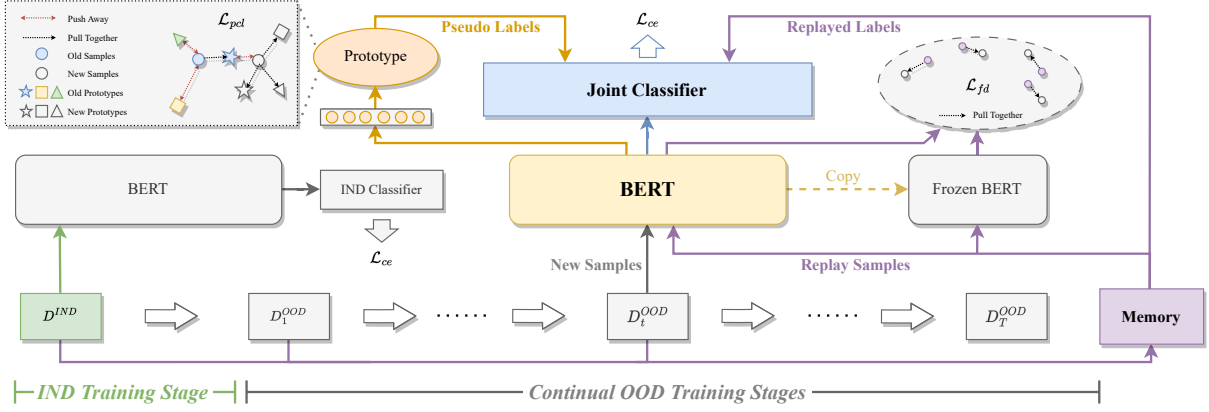 Push Away
Pull Together
Old Samples
New Samples
Old Prototypes
New Prototypes
ℒpcl
Prototype
Pseudo Labels
ℒce
Replayed Labels
Joint Classifier
ℒfd
Pull Together
BERT
IND Classifier
ℒce
BERT
Copy
Frozen BERT
New Samples
Replay Samples
D^IND
D_1^OOD
······
D_t^OOD
······
D_T^OOD
Memory
IND Training Stage
Continual OOD Training Stages